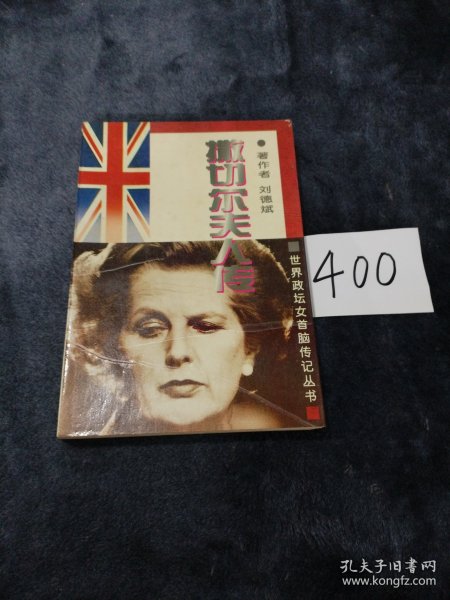 撒切尔夫人传
著作者 刘德斌
世界政坛女首脑传记丛书
400
孔夫子旧书网
www.kongfz.com